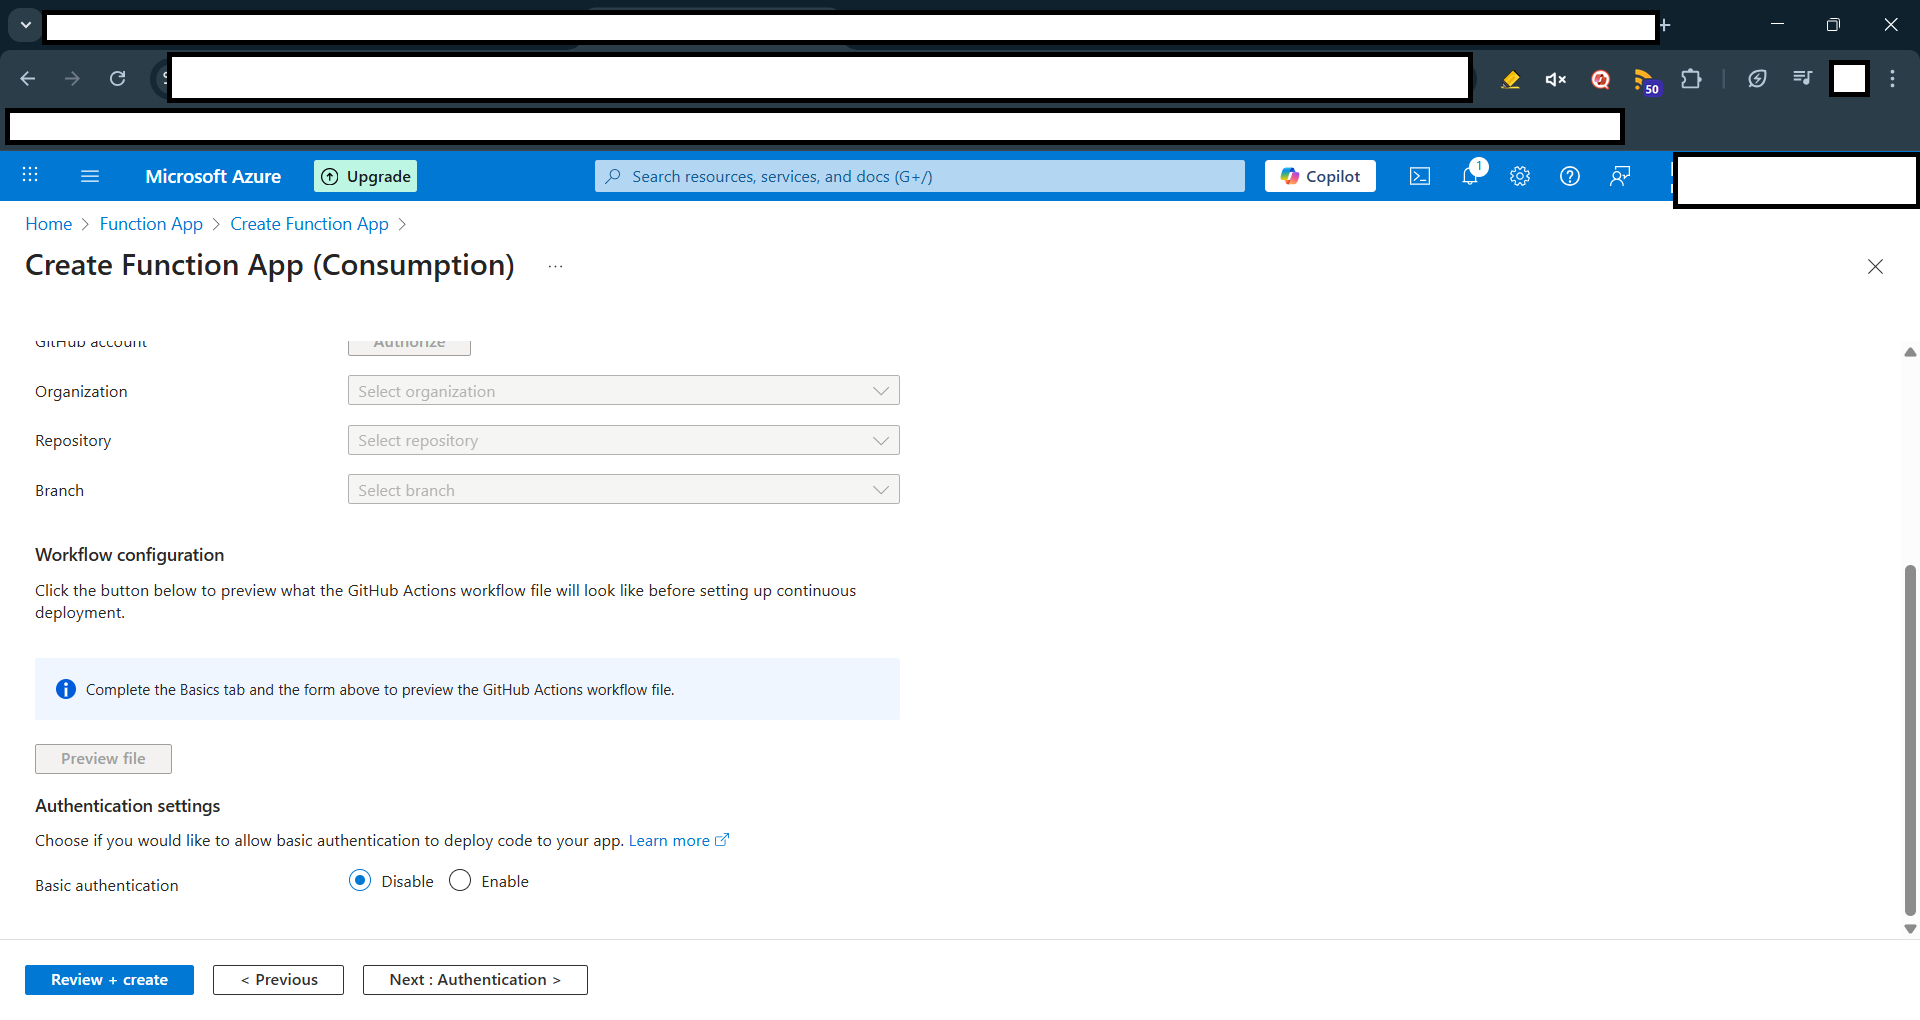 50
Microsoft Azure
Upgrade
Search resources, services, and docs (G+/)
Copilot
1
Home > Function App > Create Function App >
Create Function App (Consumption) ...
GitHub account
Authorize
Organization
Select organization
Repository
Select repository
Branch
Select branch
Workflow configuration
Click the button below to preview what the GitHub Actions workflow file will look like before setting up continuous
deployment.
Complete the Basics tab and the form above to preview the GitHub Actions workflow file.
Preview file
Authentication settings
Choose if you would like to allow basic authentication to deploy code to your app. Learn more
Basic authentication
Disable
Enable
Review + create
< Previous
Next : Authentication >